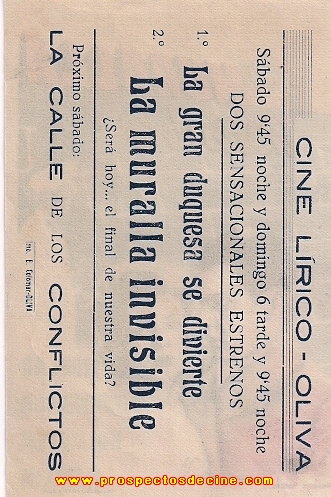 CINE LÍRICO - OLIVA
Sábado 9'45 noche y domingo 6 tarde y 9'45 noche
DOS SENSACIONALES ESTRENOS
1.º La gran duquesa se divierte
2.º La muralla invisible
¿Será hoy... el final de nuestra vida?
Próximo sábado:
LA CALLE DE LOS CONFLICTOS
www.prospectosdecine.com